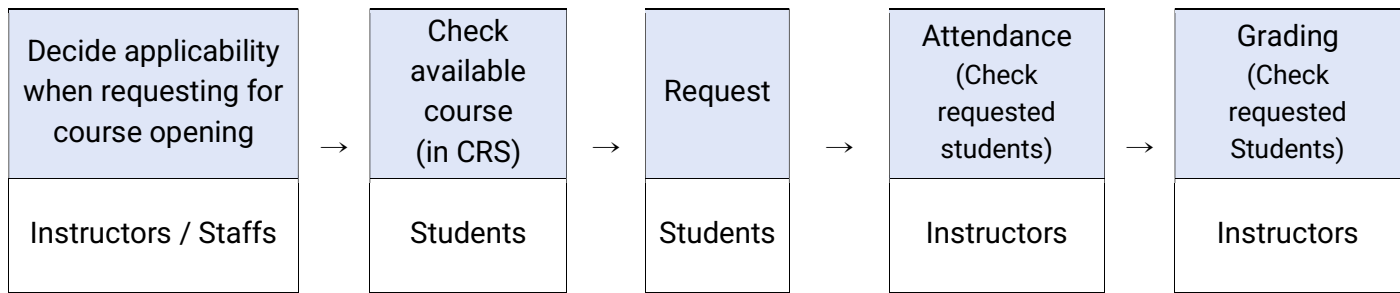 Decide applicability
when requesting for
course opening
→
Check
available
course
(in CRS)
→
Request
→
Attendance
(Check
requested
students)
→
Grading
(Check
requested
Students)
Instructors / Staffs
Students
Students
Instructors
Instructors